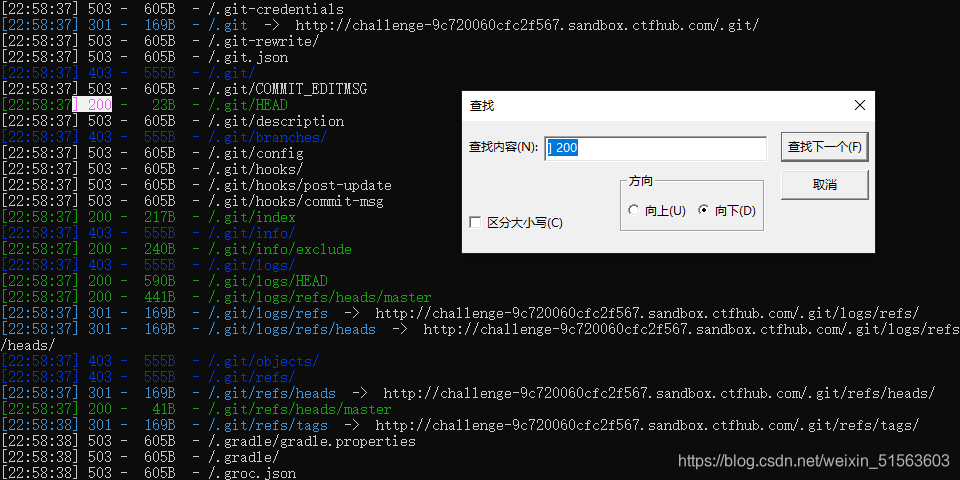 [22:58:37] 503 -   605B  - /.git-credentials
[22:58:37] 301 -   169B  - /.git  ->  http://challenge-9c720060cfc2f567.sandbox.ctfhub.com/.git/
[22:58:37] 503 -   605B  - /.git-rewrite/
[22:58:37] 503 -   605B  - /.git.json
[22:58:37] 403 -   555B  - /.git/
[22:58:37] 503 -   605B  - /.git/COMMIT_EDITMSG
[22:58:37] 200 -    23B  - /.git/HEAD
[22:58:37] 503 -   605B  - /.git/description
[22:58:37] 403 -   555B  - /.git/branches/
[22:58:37] 503 -   605B  - /.git/config
[22:58:37] 503 -   605B  - /.git/hooks/
[22:58:37] 503 -   605B  - /.git/hooks/post-update
[22:58:37] 503 -   605B  - /.git/hooks/commit-msg
[22:58:37] 200 -   217B  - /.git/index
[22:58:37] 403 -   555B  - /.git/info/
[22:58:37] 200 -   240B  - /.git/info/exclude
[22:58:37] 403 -   555B  - /.git/logs/
[22:58:37] 200 -   590B  - /.git/logs/HEAD
[22:58:37] 200 -   441B  - /.git/logs/refs/heads/master
[22:58:37] 301 -   169B  - /.git/logs/refs  ->  http://challenge-9c720060cfc2f567.sandbox.ctfhub.com/.git/logs/refs/
[22:58:37] 301 -   169B  - /.git/logs/refs/heads  ->  http://challenge-9c720060cfc2f567.sandbox.ctfhub.com/.git/logs/refs
/heads/
[22:58:37] 403 -   555B  - /.git/objects/
[22:58:37] 403 -   555B  - /.git/refs/
[22:58:37] 301 -   169B  - /.git/refs/heads  ->  http://challenge-9c720060cfc2f567.sandbox.ctfhub.com/.git/refs/heads/
[22:58:37] 200 -    41B  - /.git/refs/heads/master
[22:58:38] 301 -   169B  - /.git/refs/tags  ->  http://challenge-9c720060cfc2f567.sandbox.ctfhub.com/.git/refs/tags/
[22:58:38] 503 -   605B  - /.gradle/gradle.properties
[22:58:38] 503 -   605B  - /.gradle/
[22:58:38] 503 -   605B  - /.groc.json
查找
查找内容(N): ] 200
查找下一个(F)
方向
取消
向上(U) 向下(D)
区分大小写(C)
https://blog.csdn.net/weixin_51563603